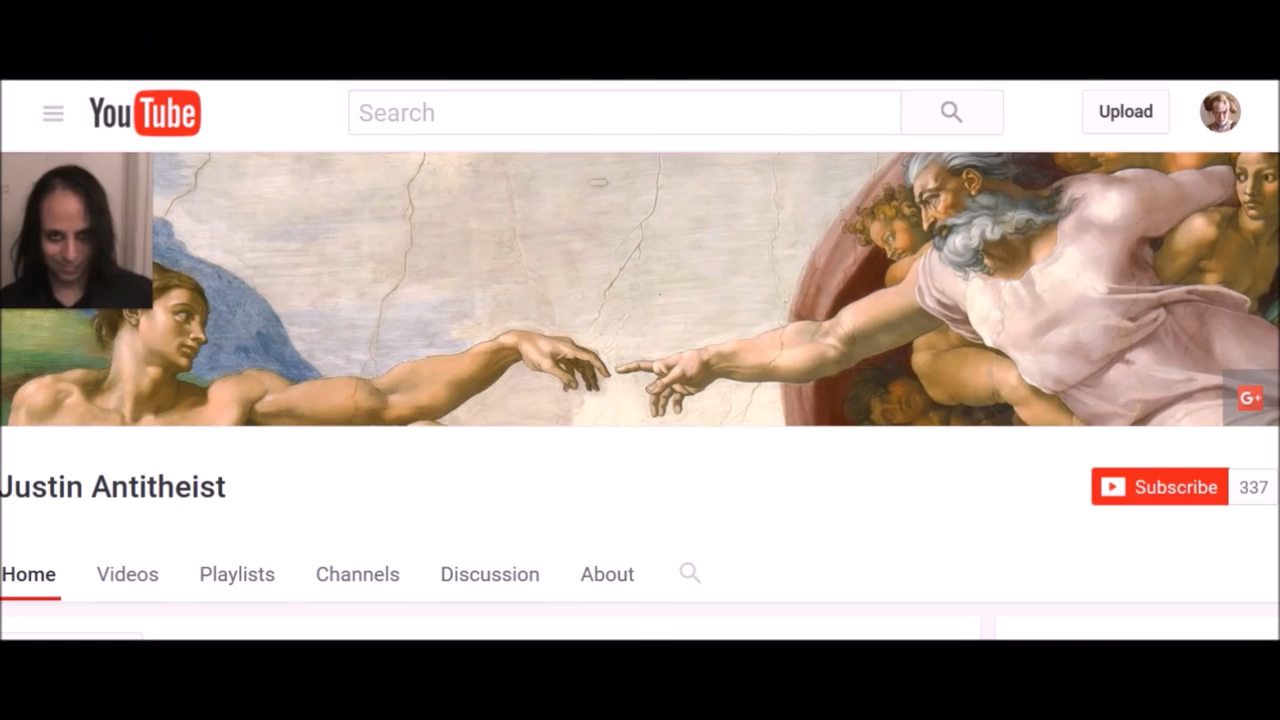 YouTube
Search
Upload
G+
Justin Antitheist
Subscribe 337
Home Videos Playlists Channels Discussion About